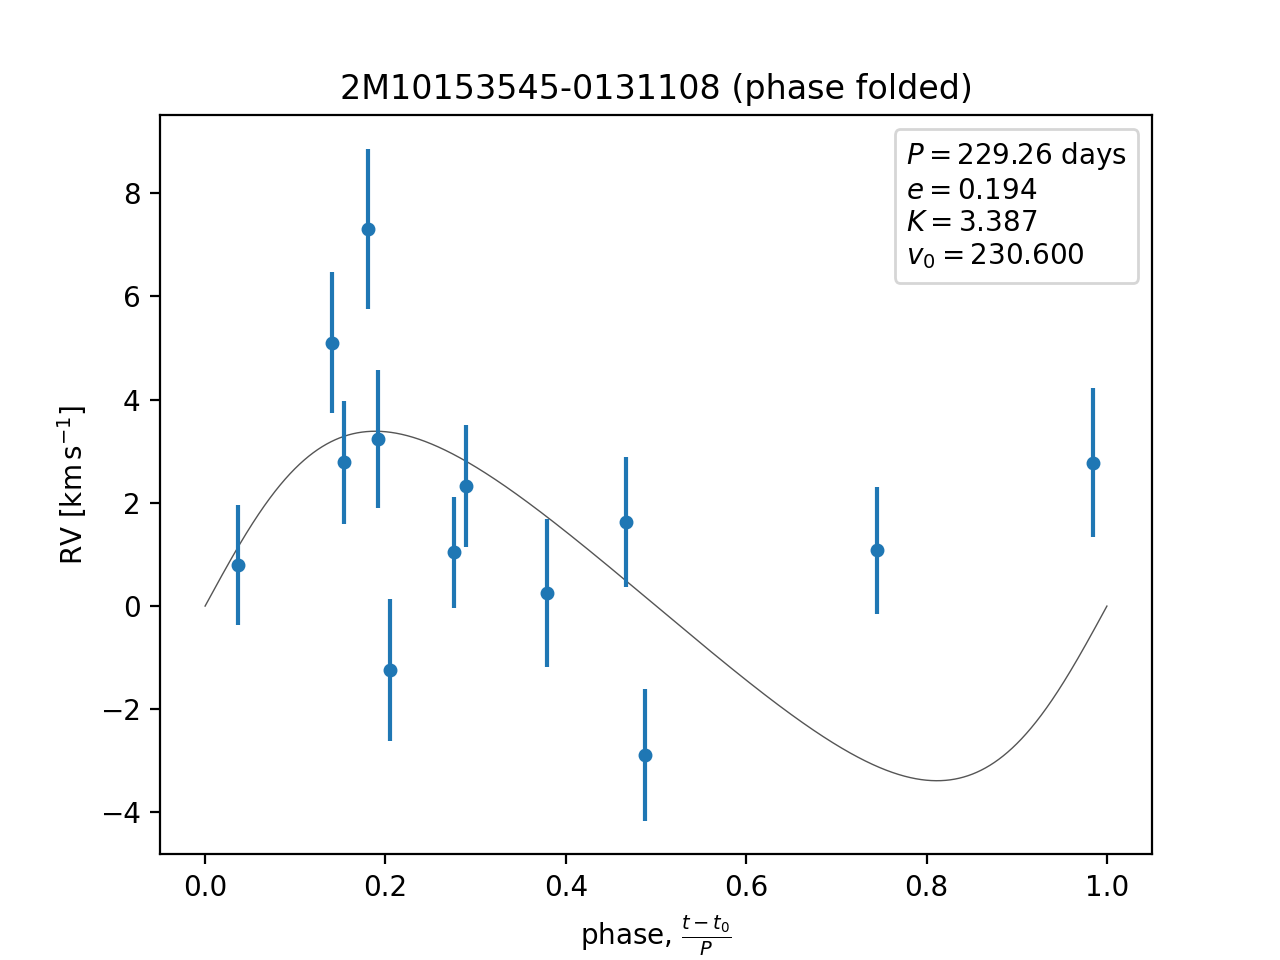 2M10153545-0131108 (phase folded)
P = 229.26 days
e = 0.194
K = 3.387
v₀ = 230.600
RV [km s⁻¹]
8
6
4
2
0
−2
−4
0.0 0.2 0.4 0.6 0.8 1.0
phase, (t − t₀)/P